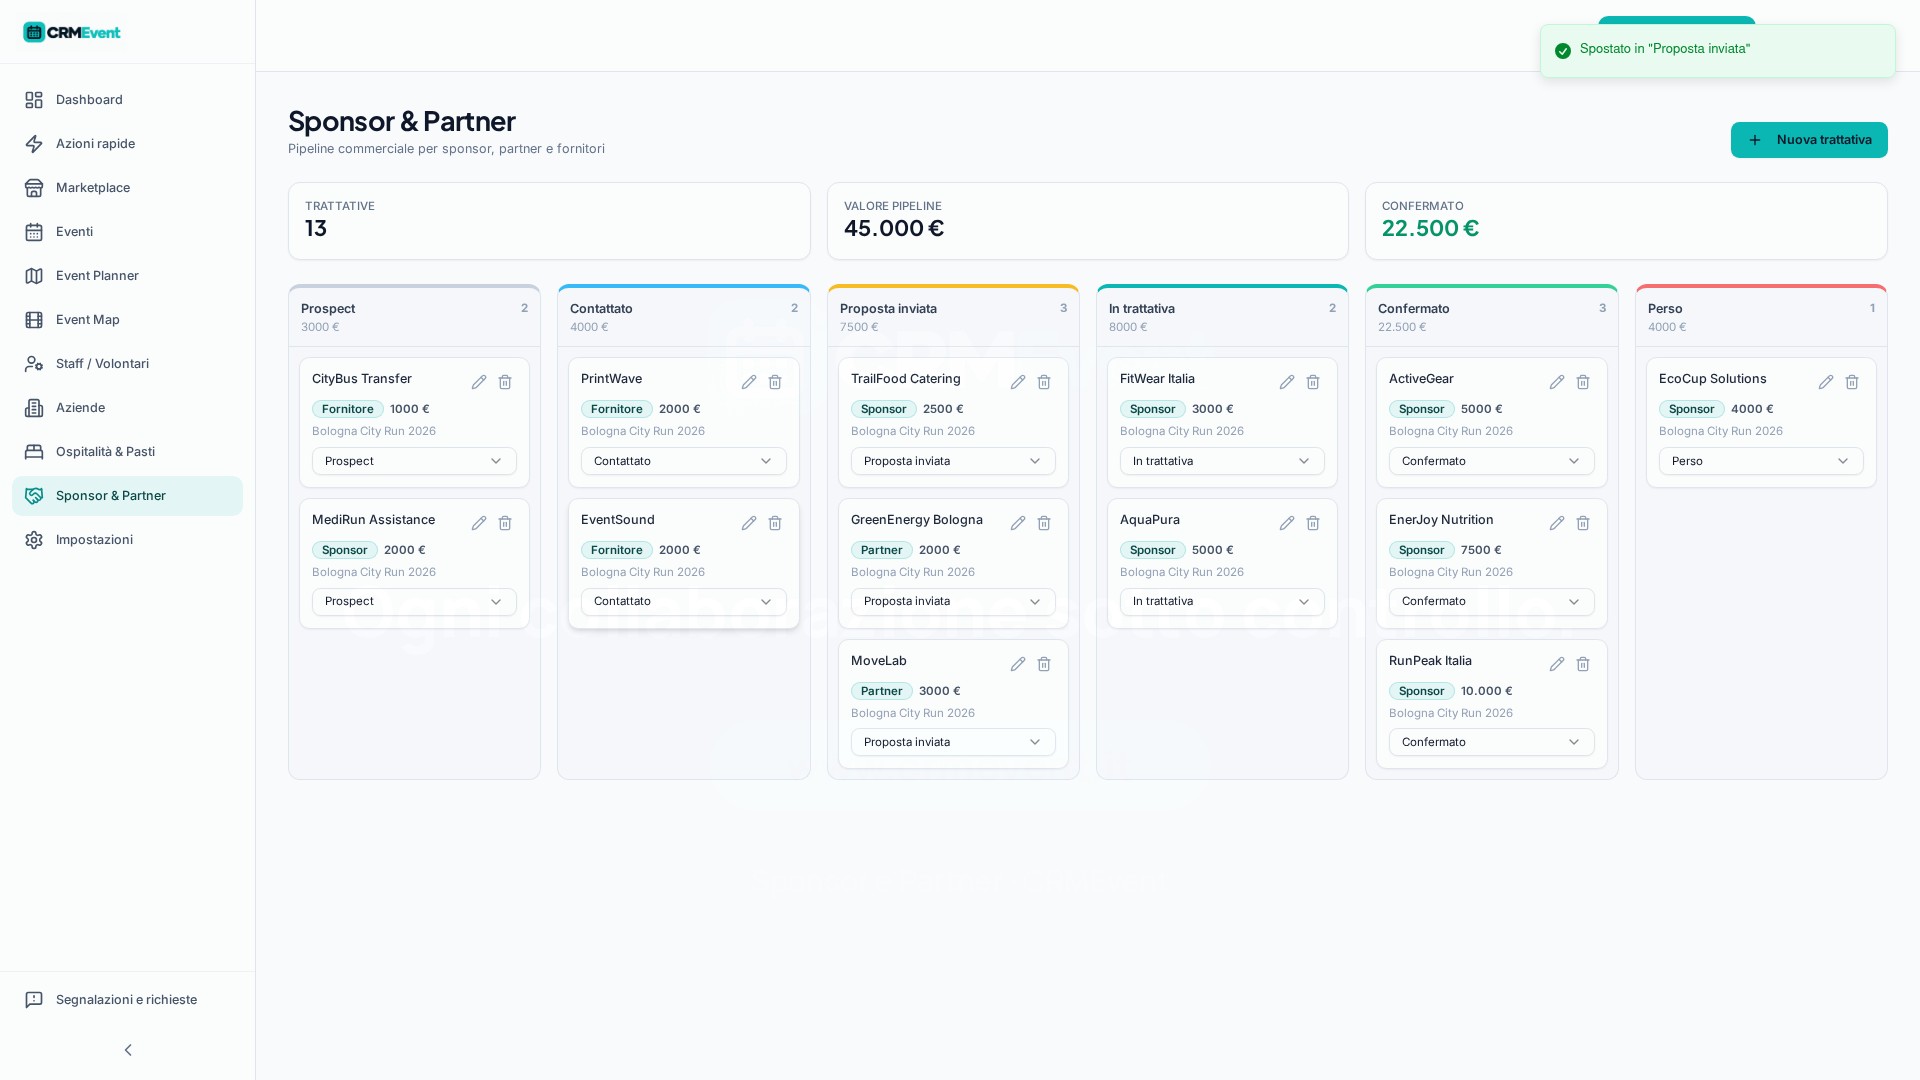 CRMEvent
Dashboard
Azioni rapide
Marketplace
Eventi
Event Planner
Event Map
Staff / Volontari
Aziende
Ospitalità & Pasti
Sponsor & Partner
Impostazioni
Segnalazioni e richieste
Spostato in "Proposta inviata"
Sponsor & Partner
Pipeline commerciale per sponsor, partner e fornitori
Nuova trattativa
TRATTATIVE
13
VALORE PIPELINE
45.000 €
CONFERMATO
22.500 €
Prospect 2
3000 €
CityBus Transfer
Fornitore 1000 €
Bologna City Run 2026
Prospect
MediRun Assistance
Sponsor 2000 €
Bologna City Run 2026
Prospect
Contattato 2
4000 €
PrintWave
Fornitore 2000 €
Bologna City Run 2026
Contattato
EventSound
Fornitore 2000 €
Bologna City Run 2026
Contattato
Proposta inviata 3
7500 €
TrailFood Catering
Sponsor 2500 €
Bologna City Run 2026
Proposta inviata
GreenEnergy Bologna
Partner 2000 €
Bologna City Run 2026
Proposta inviata
MoveLab
Partner 3000 €
Bologna City Run 2026
Proposta inviata
In trattativa 2
8000 €
FitWear Italia
Sponsor 3000 €
Bologna City Run 2026
In trattativa
AquaPura
Sponsor 5000 €
Bologna City Run 2026
In trattativa
Confermato 3
22.500 €
ActiveGear
Sponsor 5000 €
Bologna City Run 2026
Confermato
EnerJoy Nutrition
Sponsor 7500 €
Bologna City Run 2026
Confermato
RunPeak Italia
Sponsor 10.000 €
Bologna City Run 2026
Confermato
Perso 1
4000 €
EcoCup Solutions
Sponsor 4000 €
Bologna City Run 2026
Perso